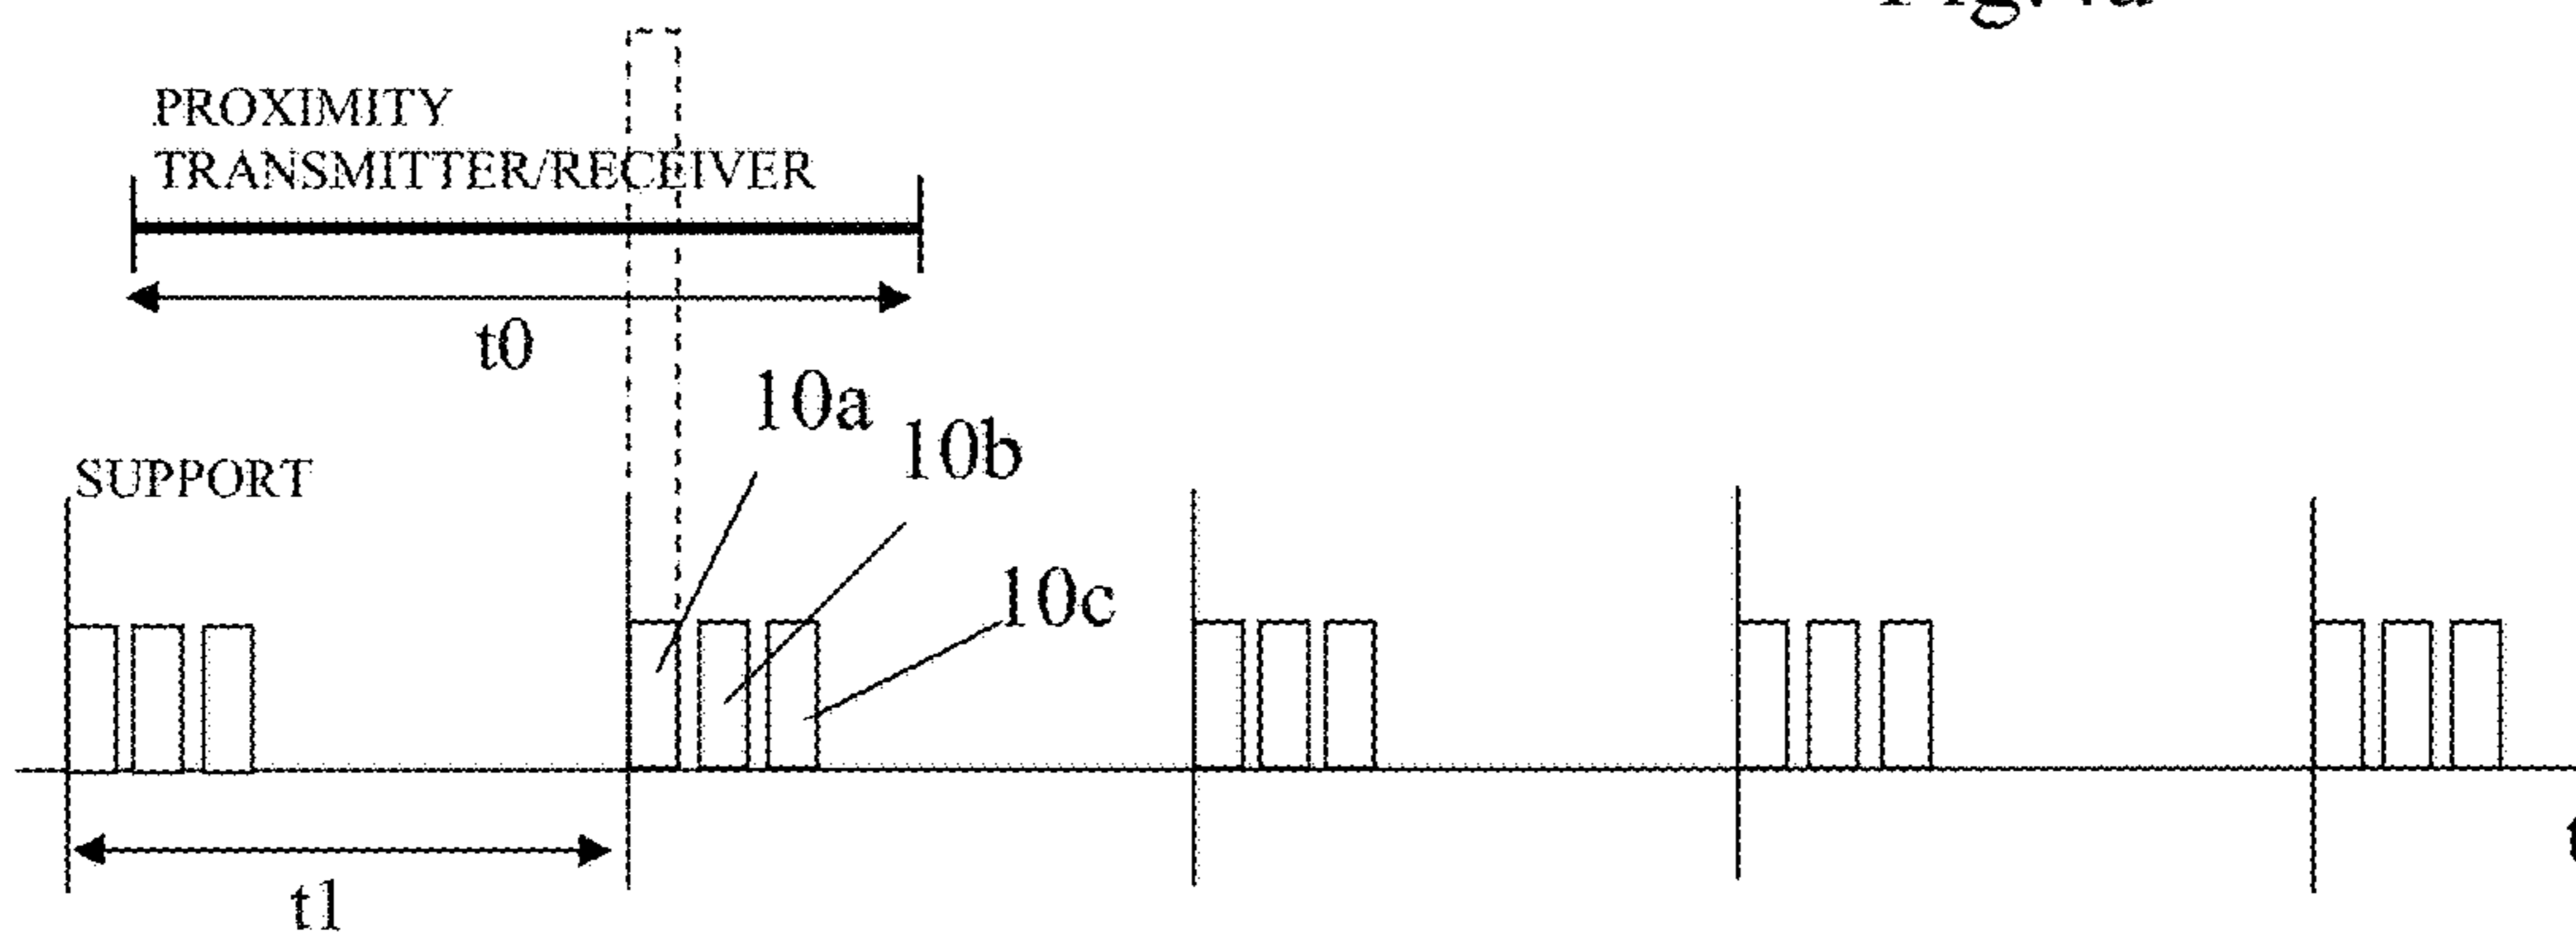 PROXIMITY
TRANSMITTER/RECEIVER
t0
10a
10b
SUPPORT
10c
t1